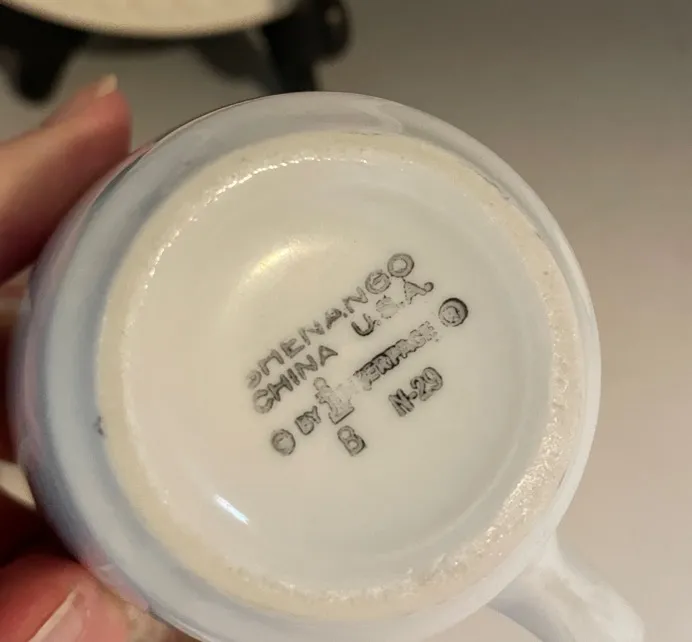 SHENANGO
CHINA U.S.A.
© BY INTERPACE ®
B N-29